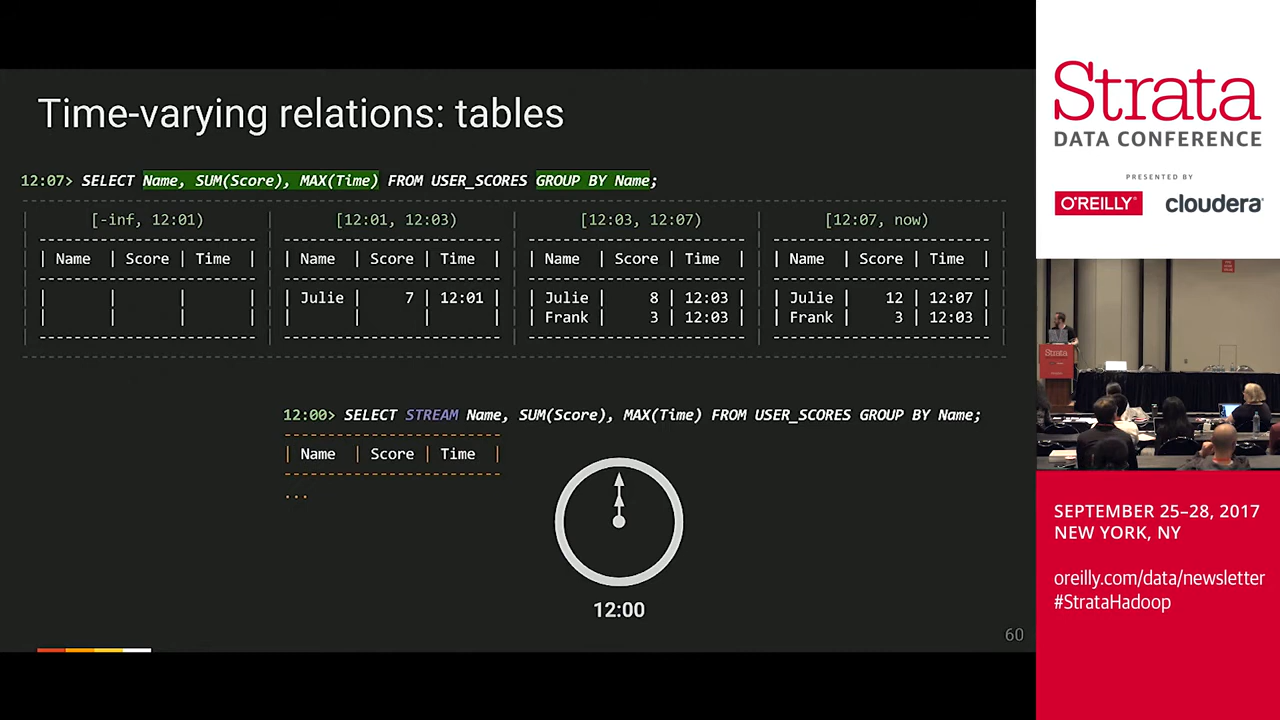 Time-varying relations: tables
12:07> SELECT Name, SUM(Score), MAX(Time) FROM USER_SCORES GROUP BY Name;
[-inf, 12:01) [12:01, 12:03) [12:03, 12:07) [12:07, now)
| Name | Score | Time | | Name | Score | Time | | Name | Score | Time | | Name | Score | Time |
| | | | | Julie | 7 | 12:01 | | Julie | 8 | 12:03 | | Julie | 12 | 12:07 |
| | | | | | | | | Frank | 3 | 12:03 | | Frank | 3 | 12:03 |
12:00> SELECT STREAM Name, SUM(Score), MAX(Time) FROM USER_SCORES GROUP BY Name;
| Name | Score | Time |
...
12:00
60
Strata
DATA CONFERENCE
PRESENTED BY
O'REILLY® cloudera
Strata
SEPTEMBER 25–28, 2017
NEW YORK, NY
oreilly.com/data/newsletter
#StrataHadoop